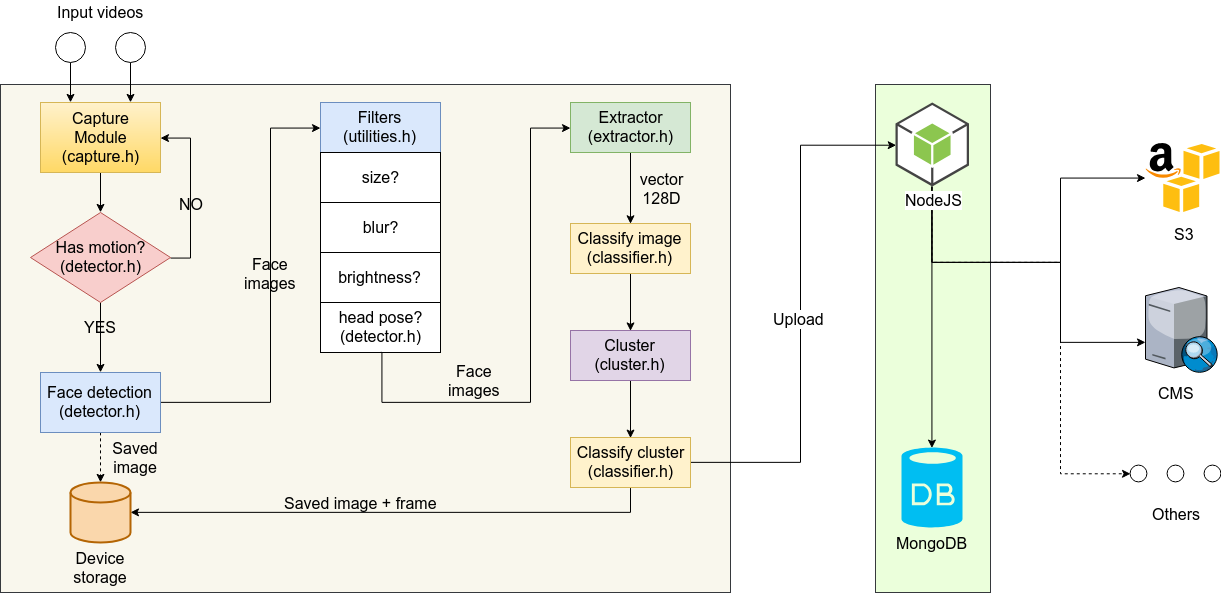 Input videos
Capture
Module
(capture.h)
NO
Has motion?
(detector.h)
YES
Face detection
(detector.h)
Saved
image
Device
storage
Face
images
Filters
(utilities.h)
size?
blur?
brightness?
head pose?
(detector.h)
Face
images
Extractor
(extractor.h)
vector
128D
Classify image
(classifier.h)
Cluster
(cluster.h)
Classify cluster
(classifier.h)
Saved image + frame
Upload
NodeJS
DB
MongoDB
a
S3
CMS
Others